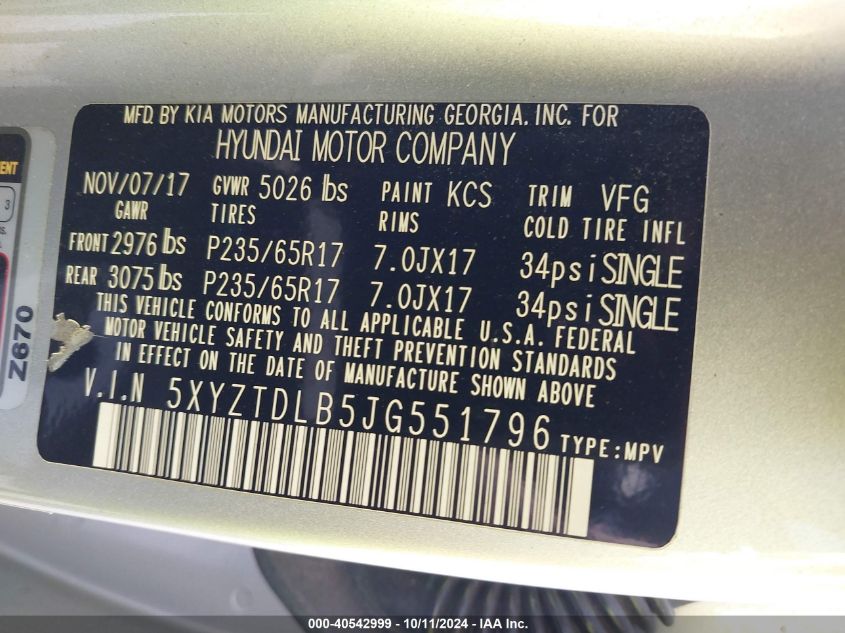 MFD. BY KIA MOTORS MANUFACTURING GEORGIA. INC. FOR
HYUNDAI MOTOR COMPANY
NOV/07/17 GVWR 5026 lbs PAINT KCS TRIM VFG
GAWR TIRES RIMS COLD TIRE INFL
FRONT 2976 lbs P235/65R17 7.0JX17 34psi SINGLE
REAR 3075 lbs P235/65R17 7.0JX17 34psi SINGLE
THIS VEHICLE CONFORMS TO ALL APPLICABLE U.S.A. FEDERAL
MOTOR VEHICLE SAFETY AND THEFT PREVENTION STANDARDS
IN EFFECT ON THE DATE OF MANUFACTURE SHOWN ABOVE
V.I.N 5XYZTDLB5JG551796 TYPE:MPV
ENT
3
s.
Z670
000-40542999 - 10/11/2024 - IAA Inc.